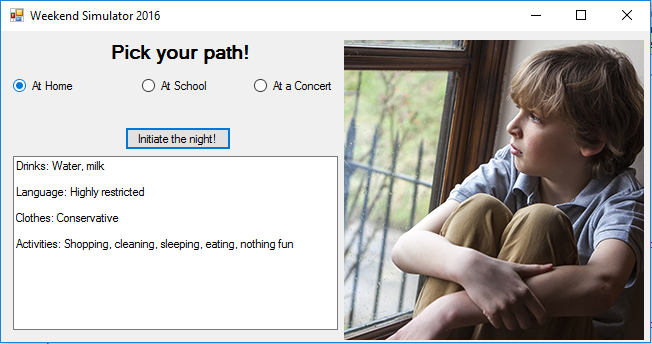 Weekend Simulator 2016
Pick your path!
At Home
At School
At a Concert
Initiate the night!
Drinks: Water, milk
Language: Highly restricted
Clothes: Conservative
Activities: Shopping, cleaning, sleeping, eating, nothing fun